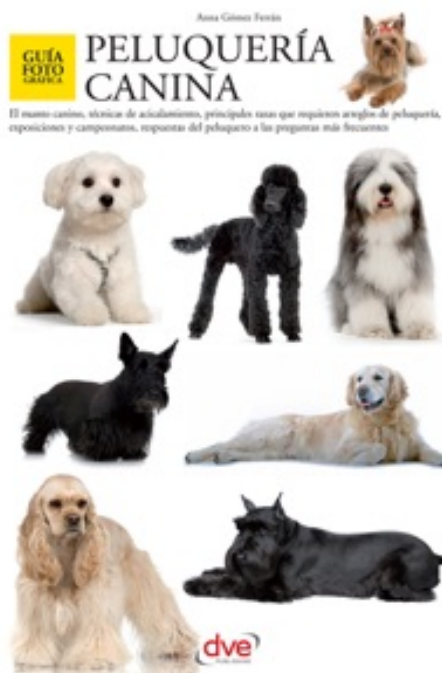 Anna Gómez Ferrán
GUÍA
FOTO
GRÁFICA
PELUQUERÍA
CANINA
El manto canino, técnicas de acicalamiento, principales razas que requieren arreglos de peluquería,
exposiciones y campeonatos, respuestas del peluquero a las preguntas más frecuentes
dve